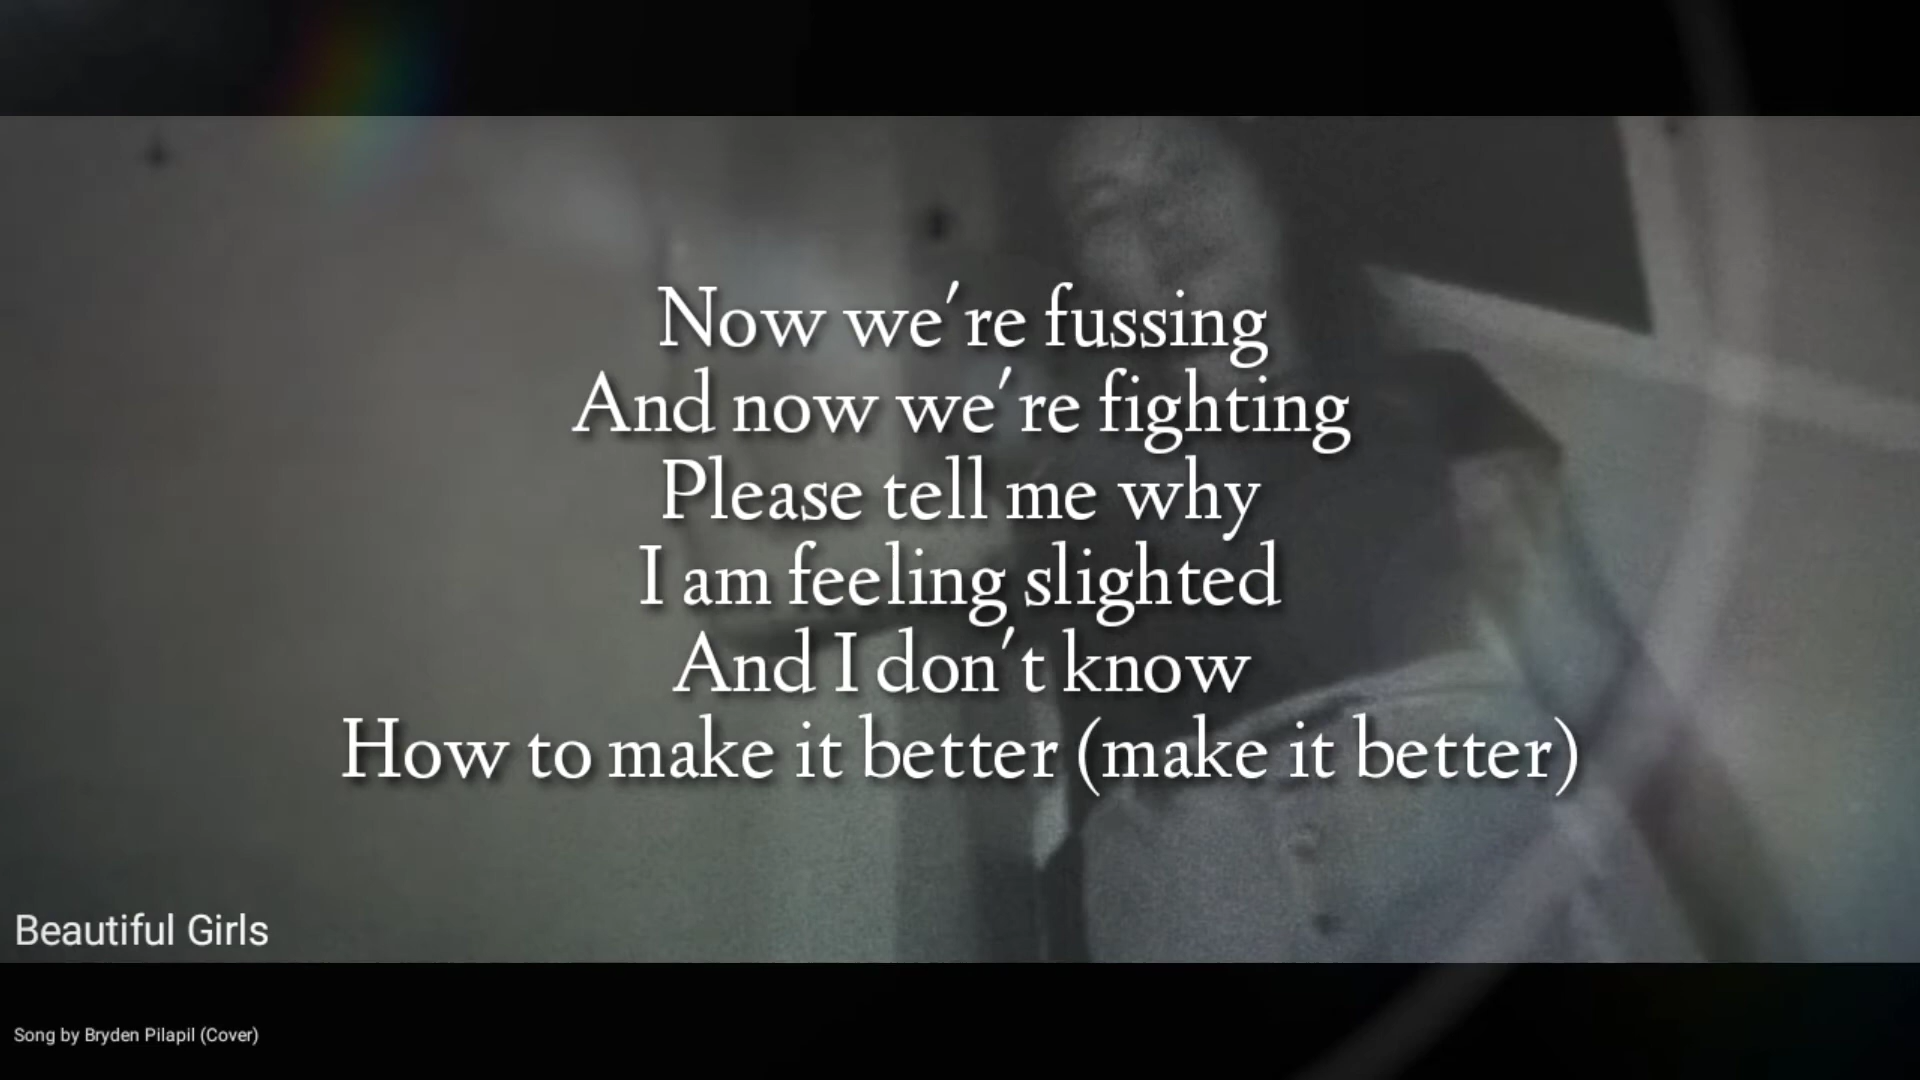 Now we're fussing
And now we're fighting
Please tell me why
I am feeling slighted
And I don't know
How to make it better (make it better)
Beautiful Girls
Song by Bryden Pilapil (Cover)